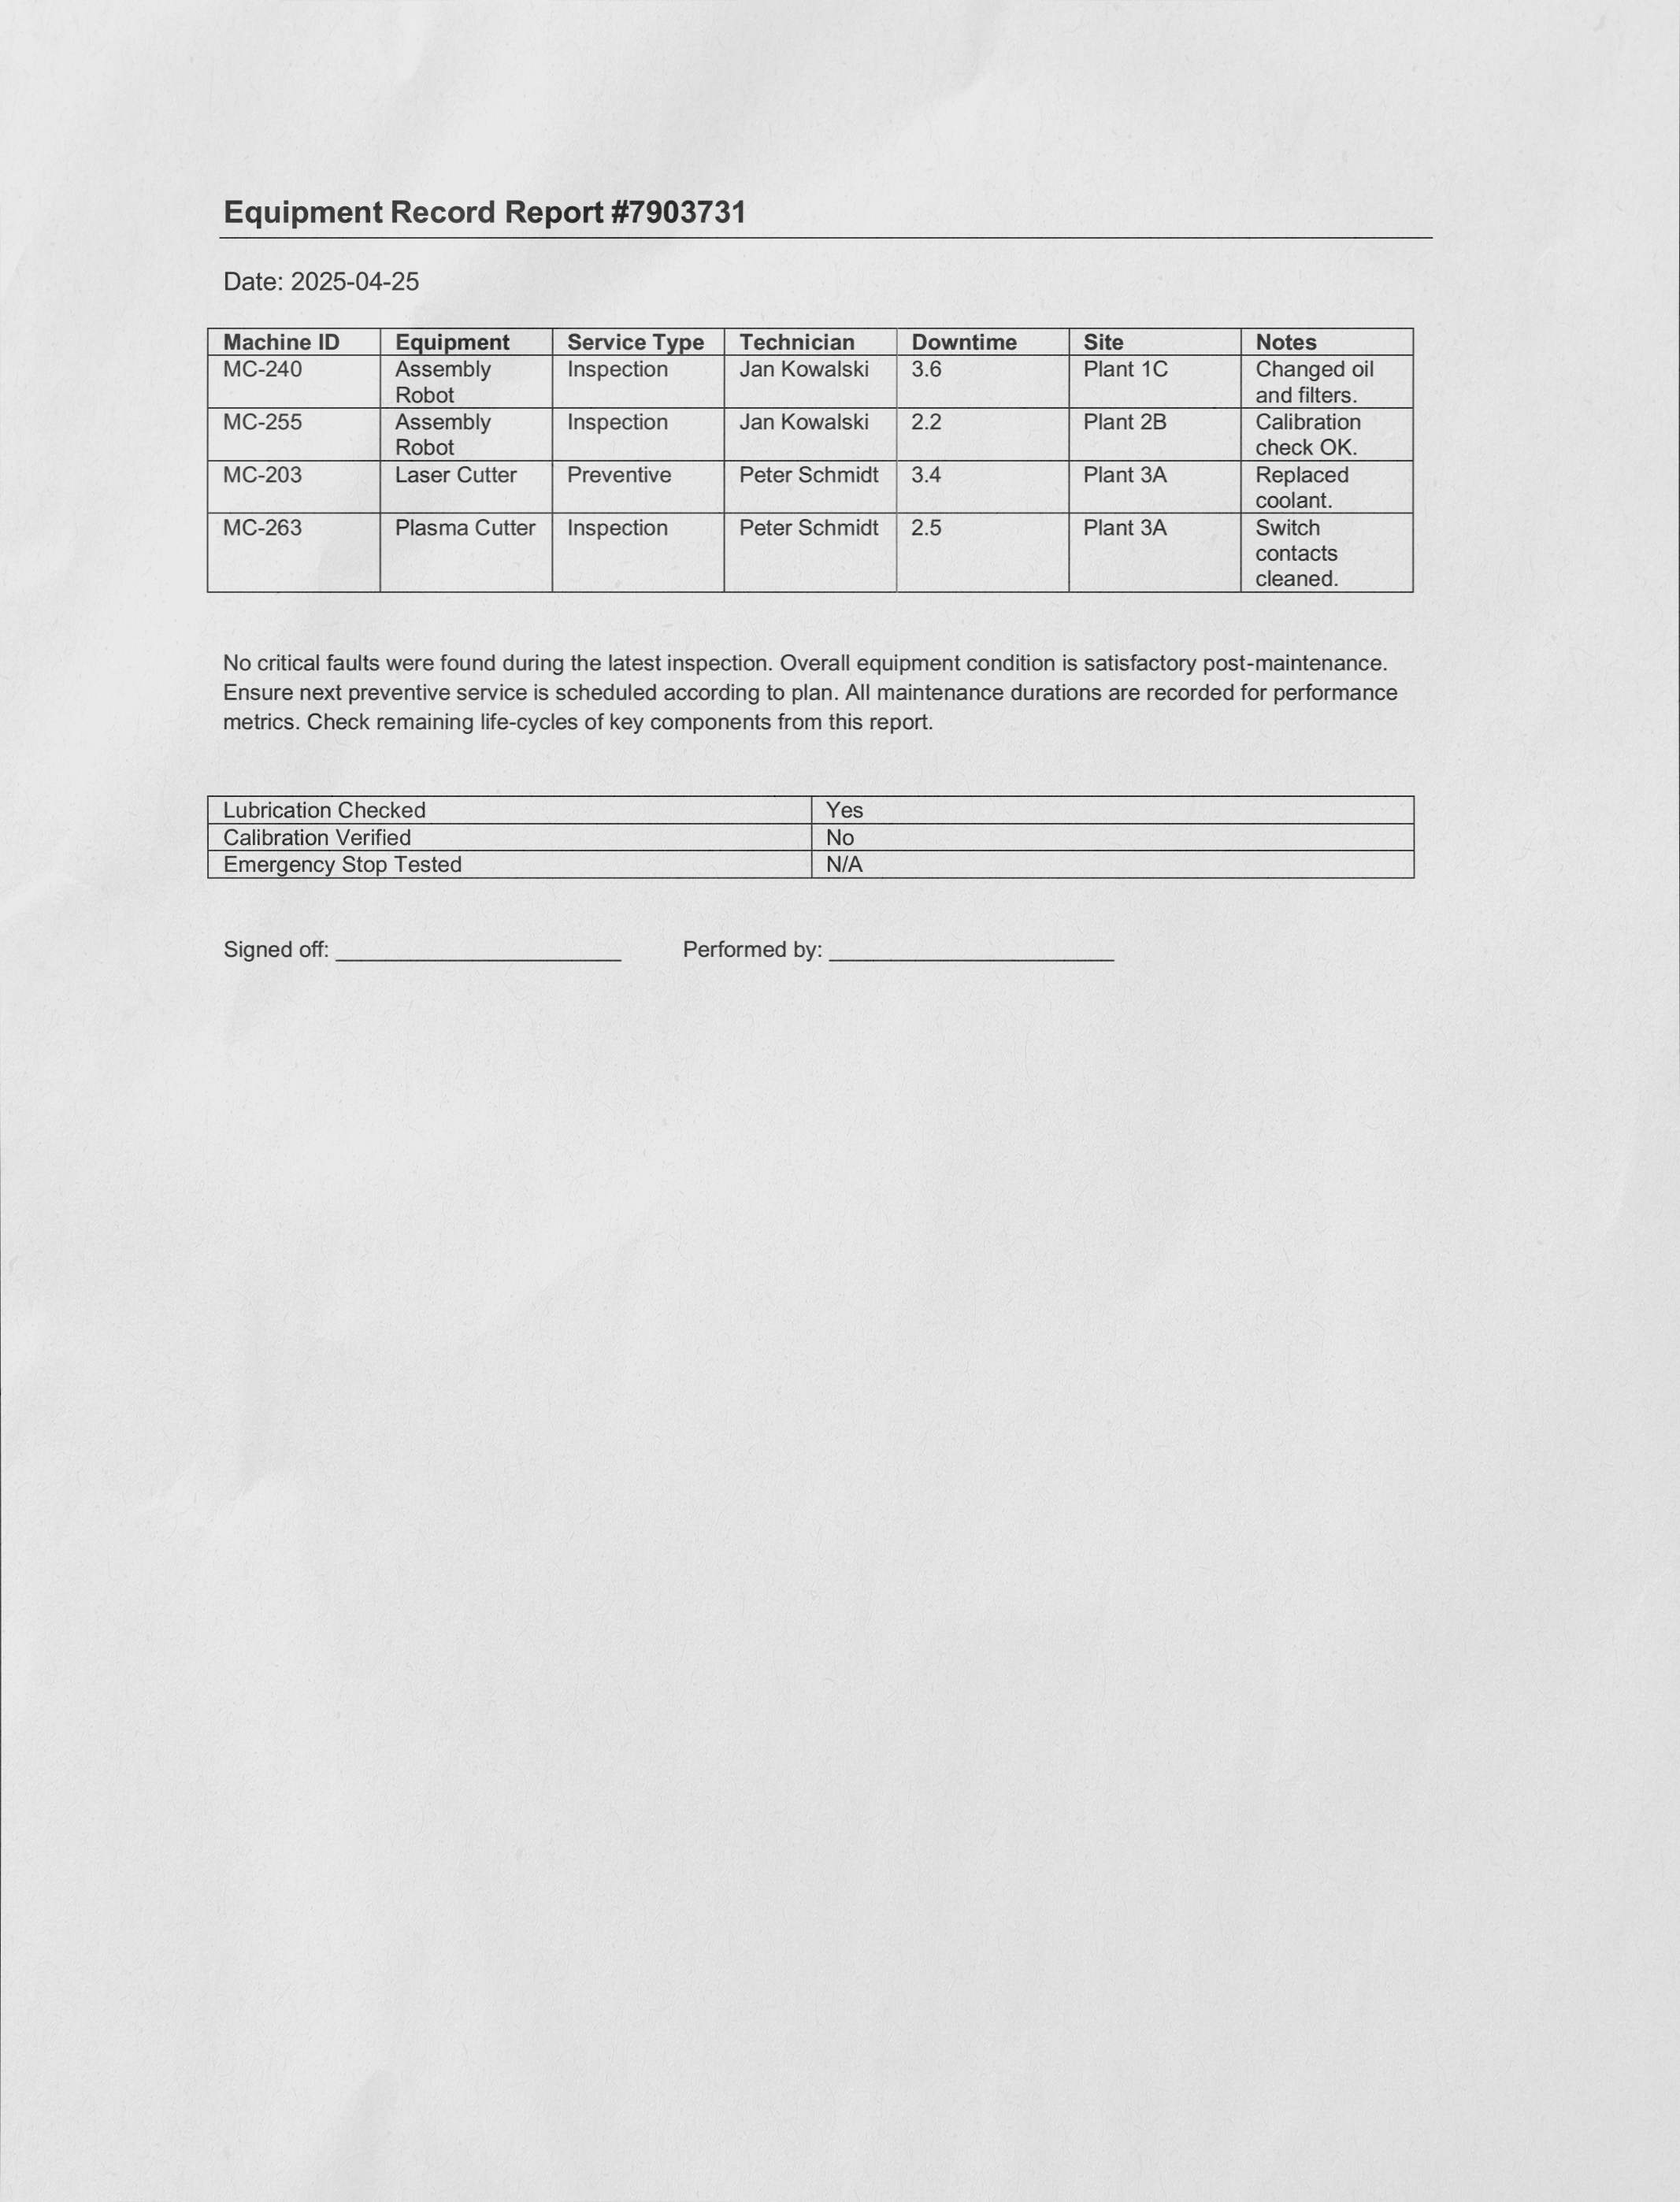 Equipment Record Report #7903731
Date: 2025-04-25
Machine ID Equipment Service Type Technician Downtime Site Notes
MC-240 Assembly Robot Inspection Jan Kowalski 3.6 Plant 1C Changed oil and filters.
MC-255 Assembly Robot Inspection Jan Kowalski 2.2 Plant 2B Calibration check OK.
MC-203 Laser Cutter Preventive Peter Schmidt 3.4 Plant 3A Replaced coolant.
MC-263 Plasma Cutter Inspection Peter Schmidt 2.5 Plant 3A Switch contacts cleaned.
No critical faults were found during the latest inspection. Overall equipment condition is satisfactory post-maintenance.
Ensure next preventive service is scheduled according to plan. All maintenance durations are recorded for performance
metrics. Check remaining life-cycles of key components from this report.
Lubrication Checked Yes
Calibration Verified No
Emergency Stop Tested N/A
Signed off: Performed by: